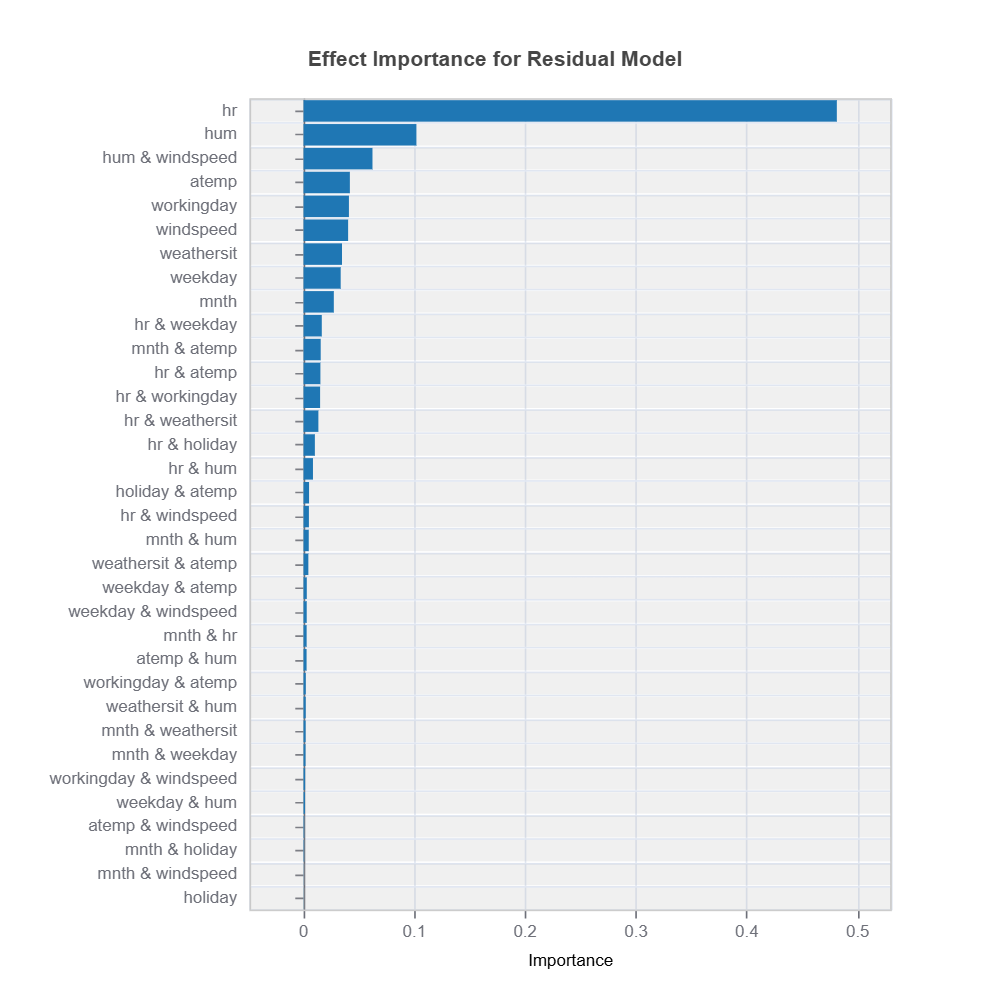 Effect Importance for Residual Model
hr
hum
hum & windspeed
atemp
workingday
windspeed
weathersit
weekday
mnth
hr & weekday
mnth & atemp
hr & atemp
hr & workingday
hr & weathersit
hr & holiday
hr & hum
holiday & atemp
hr & windspeed
mnth & hum
weathersit & atemp
weekday & atemp
weekday & windspeed
mnth & hr
atemp & hum
workingday & atemp
weathersit & hum
mnth & weathersit
mnth & weekday
workingday & windspeed
weekday & hum
atemp & windspeed
mnth & holiday
mnth & windspeed
holiday
0 0.1 0.2 0.3 0.4 0.5
Importance